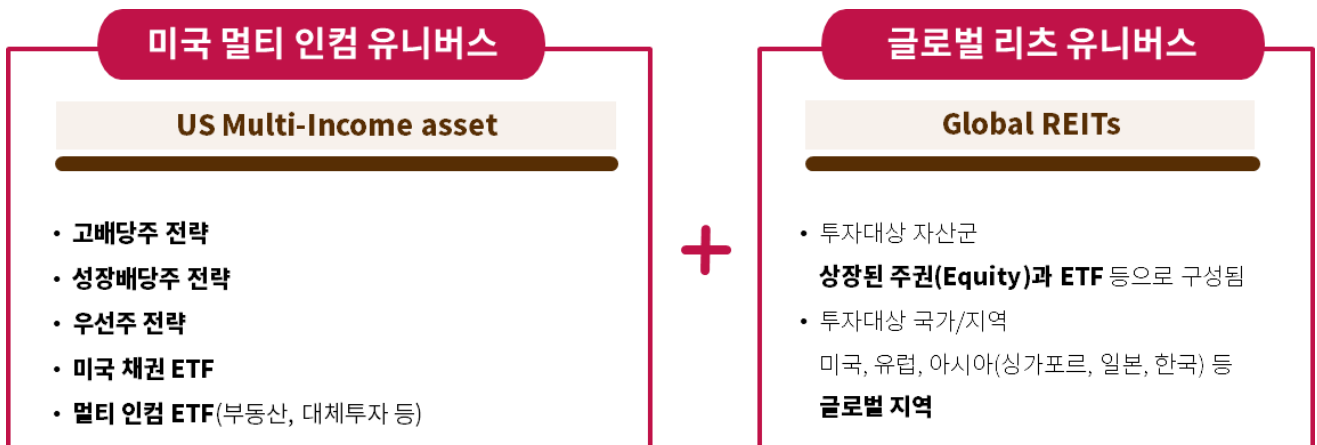 미국 멀티 인컴 유니버스
US Multi-Income asset
• 고배당주 전략
• 성장배당주 전략
• 우선주 전략
• 미국 채권 ETF
• 멀티 인컴 ETF(부동산, 대체투자 등)
+
글로벌 리츠 유니버스
Global REITs
• 투자대상 자산군
상장된 주권(Equity)과 ETF 등으로 구성됨
• 투자대상 국가/지역
미국, 유럽, 아시아(싱가포르, 일본, 한국) 등
글로벌 지역